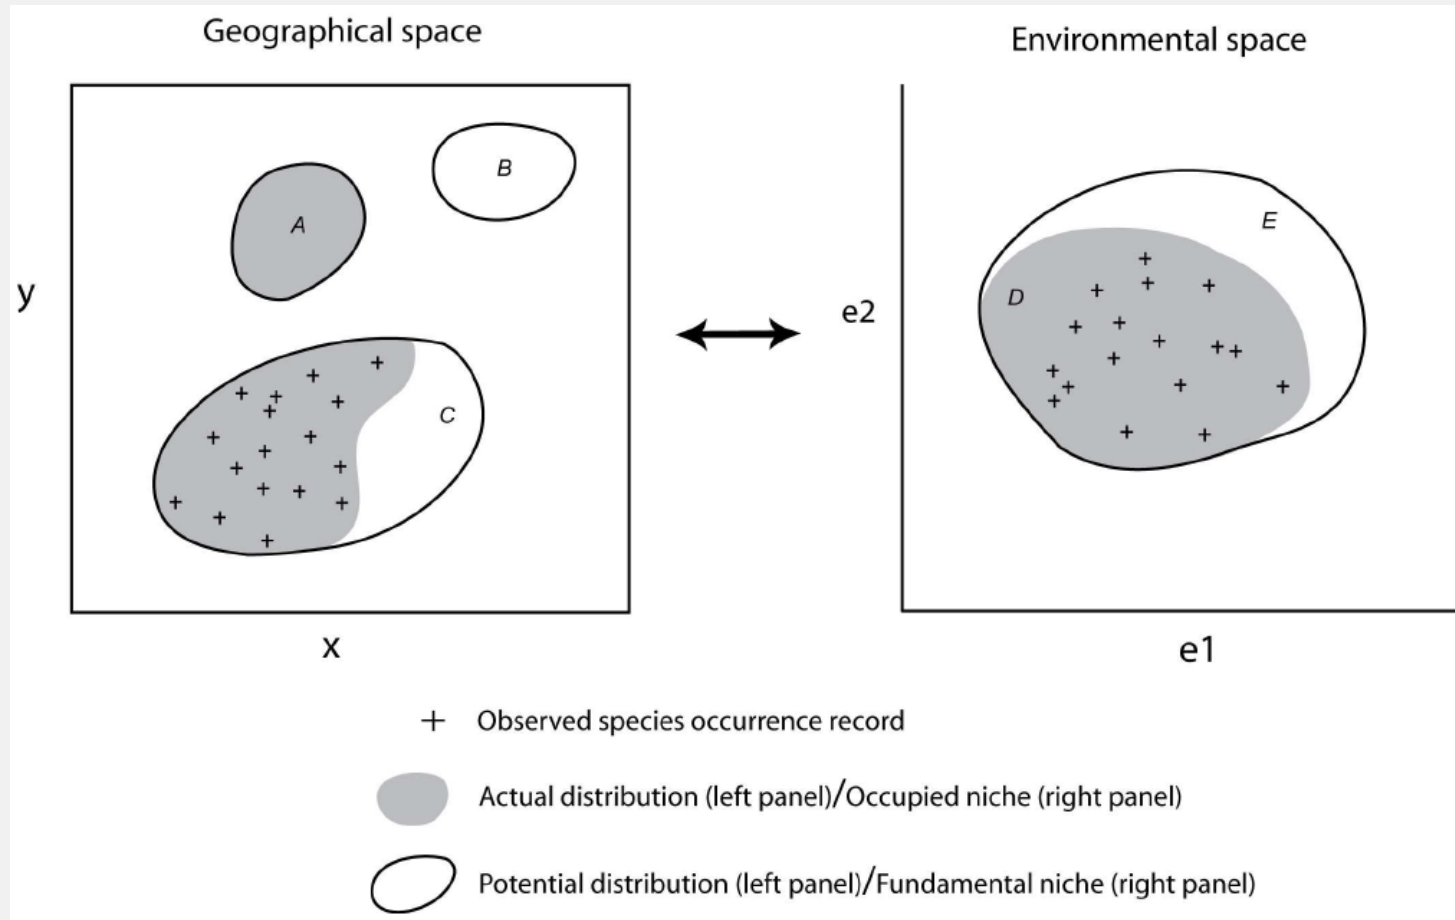 Geographical space
Environmental space
A
B
C
y
x
D
E
e2
e1
+ Observed species occurrence record
Actual distribution (left panel)/Occupied niche (right panel)
Potential distribution (left panel)/Fundamental niche (right panel)